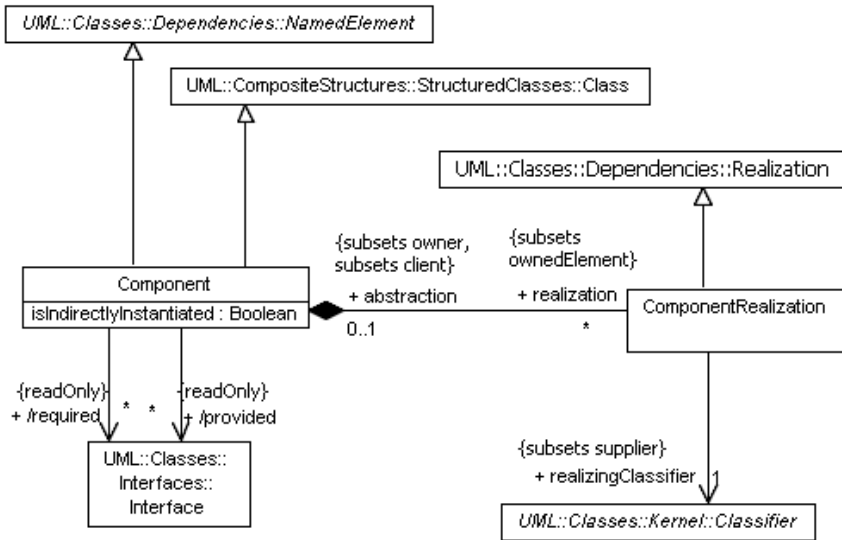 UML::Classes::Dependencies::NamedElement
UML::CompositeStructures::StructuredClasses::Class
UML::Classes::Dependencies::Realization
{subsets owner,
subsets client}
{subsets
ownedElement}
Component
isIndirectlyInstantiated : Boolean
+ abstraction
+ realization
0..1
*
ComponentRealization
{readOnly}
+ /required
*
*
{readOnly}
+ /provided
UML::Classes::
Interfaces::
Interface
{subsets supplier}
+ realizingClassifier
1
UML::Classes::Kernel::Classifier